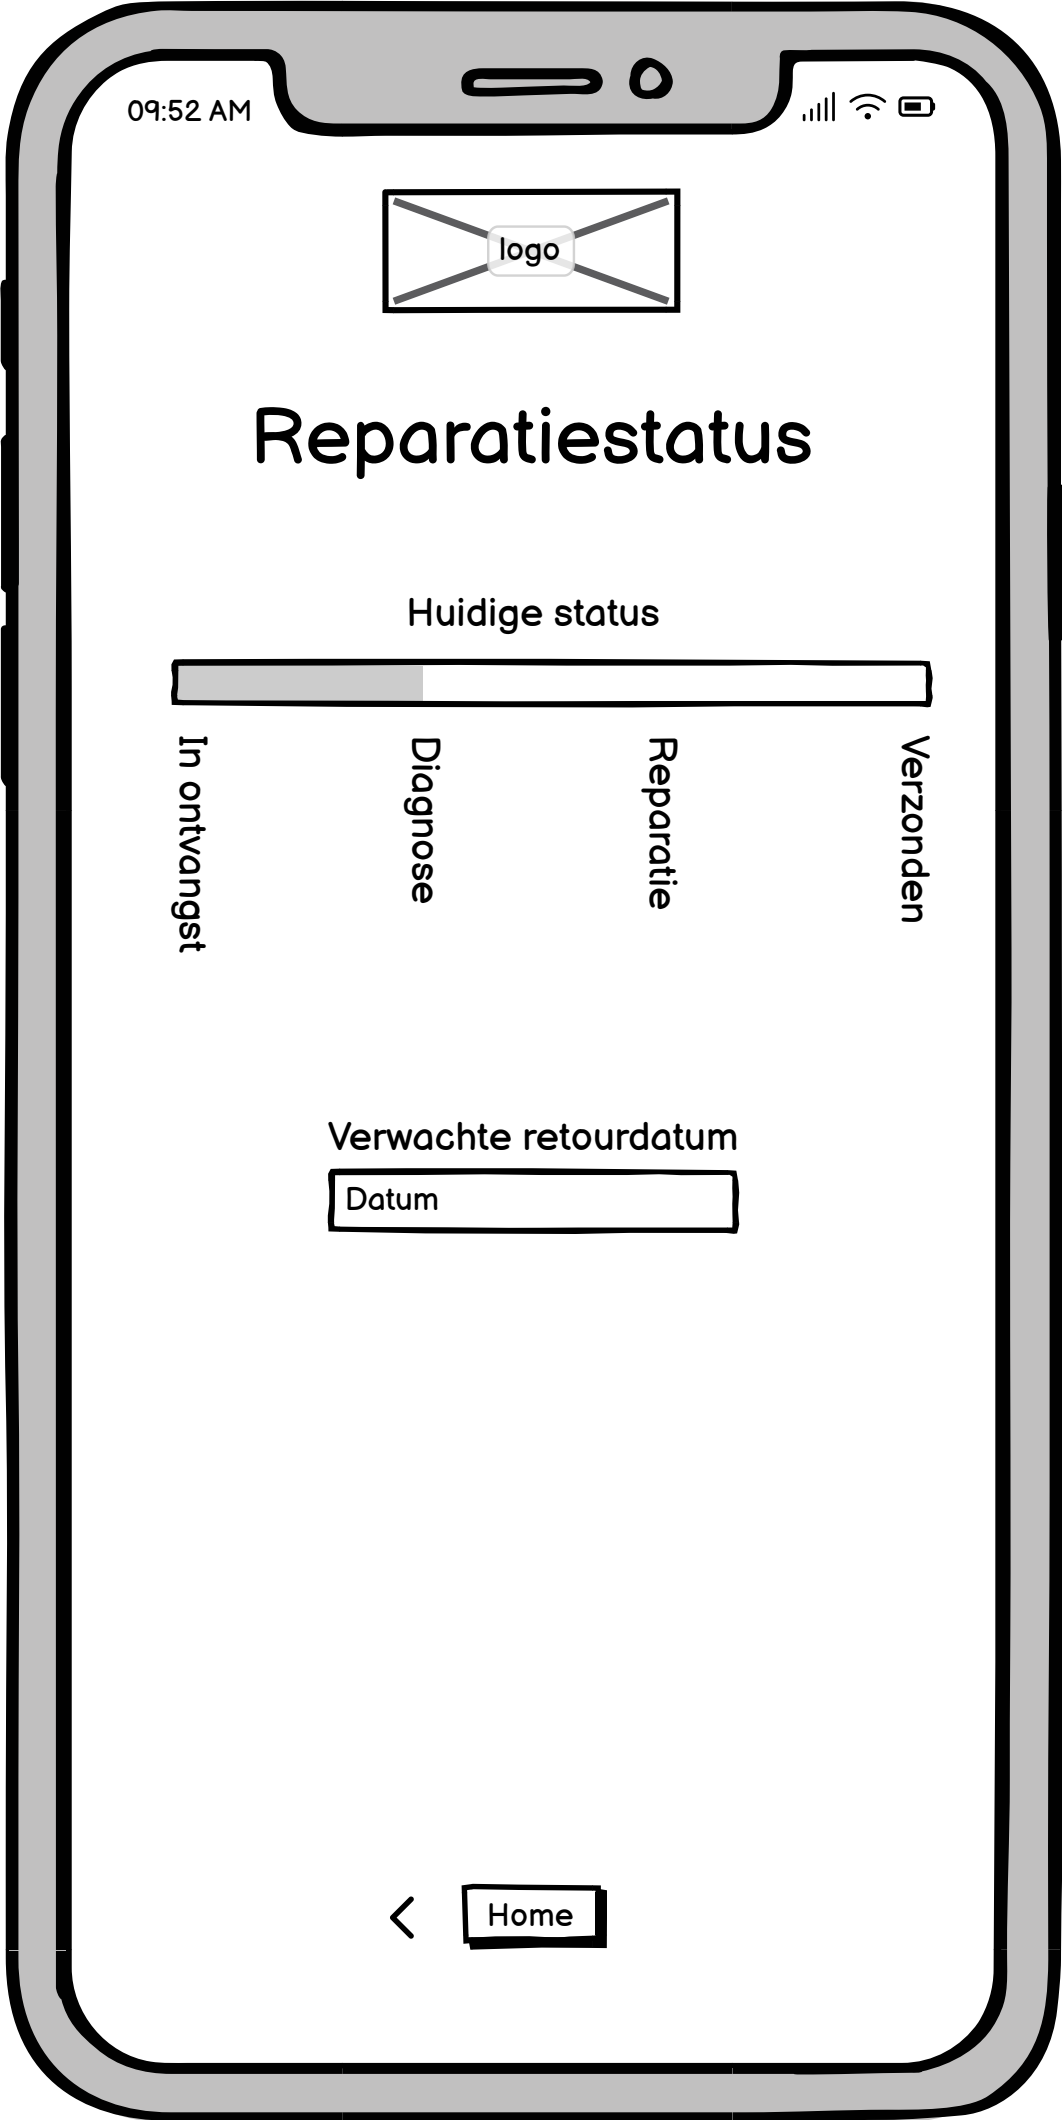 09:52 AM
logo
Reparatiestatus
Huidige status
In ontvangst
Diagnose
Reparatie
Verzonden
Verwachte retourdatum
Datum
Home